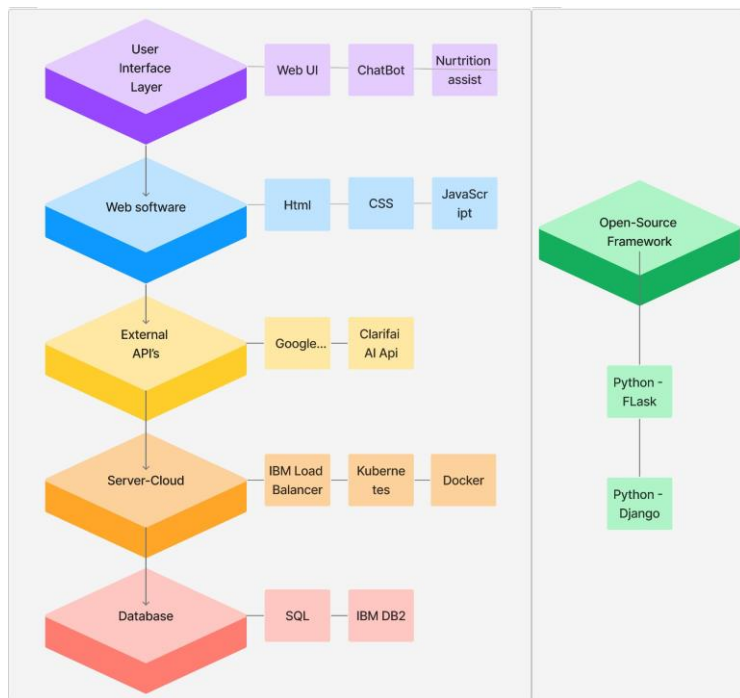 User
Interface
Layer
Web UI
ChatBot
Nurtrition
assist
Web software
Html
CSS
JavaScr
ipt
External
API's
Google...
Clarifai
AI Api
Server-Cloud
IBM Load
Balancer
Kuberne
tes
Docker
Database
SQL
IBM DB2
Open-Source
Framework
Python -
FLask
Python -
Django